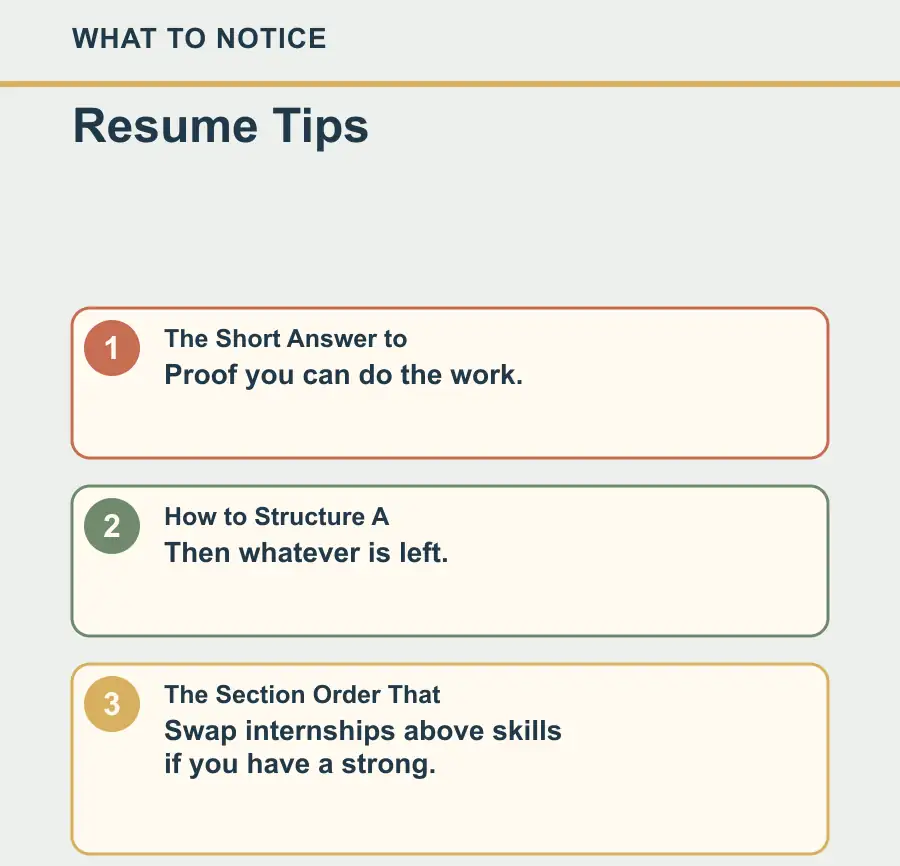 WHAT TO NOTICE
Resume Tips
1
The Short Answer to
Proof you can do the work.
2
How to Structure A
Then whatever is left.
3
The Section Order That
Swap internships above skills
if you have a strong.